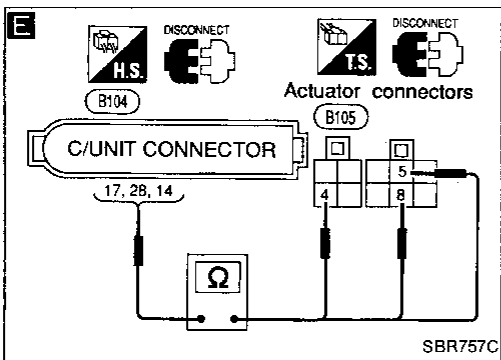 E
DISCONNECT
H.S.
B104
DISCONNECT
T.S.
Actuator connectors
B105
C/UNIT CONNECTOR
17, 28, 14
4
5
8
Ω
SBR757C